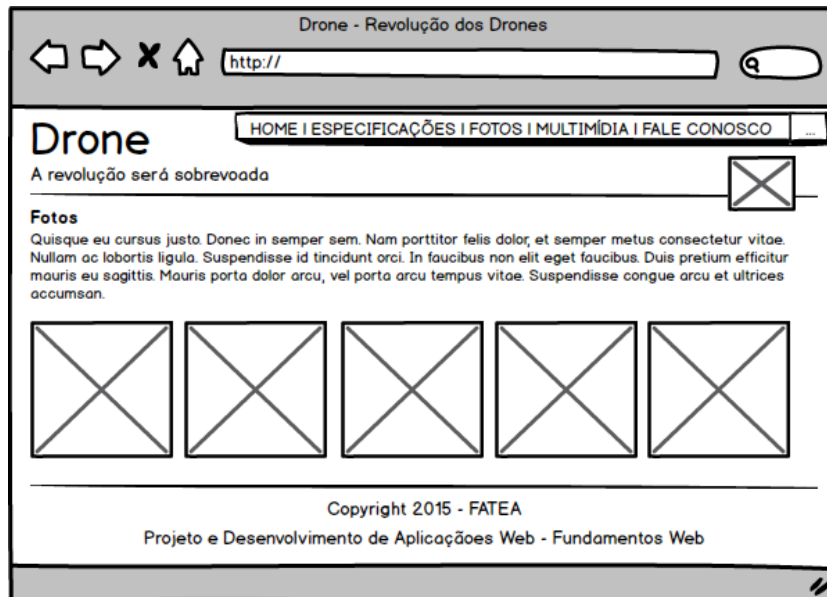 Drone - Revolução dos Drones
http://
HOME I ESPECIFICAÇÕES I FOTOS I MULTIMÍDIA I FALE CONOSCO ...
Drone
A revolução será sobrevoada
Fotos
Quisque eu cursus justo. Donec in semper sem. Nam porttitor felis dolor, et semper metus consectetur vitae.
Nullam ac lobortis ligula. Suspendisse id tincidunt orci. In faucibus non elit eget faucibus. Duis pretium efficitur
mauris eu sagittis. Mauris porta dolor arcu, vel porta arcu tempus vitae. Suspendisse congue arcu et ultrices
accumsan.
Copyright 2015 - FATEA
Projeto e Desenvolvimento de Aplicaçãoes Web - Fundamentos Web